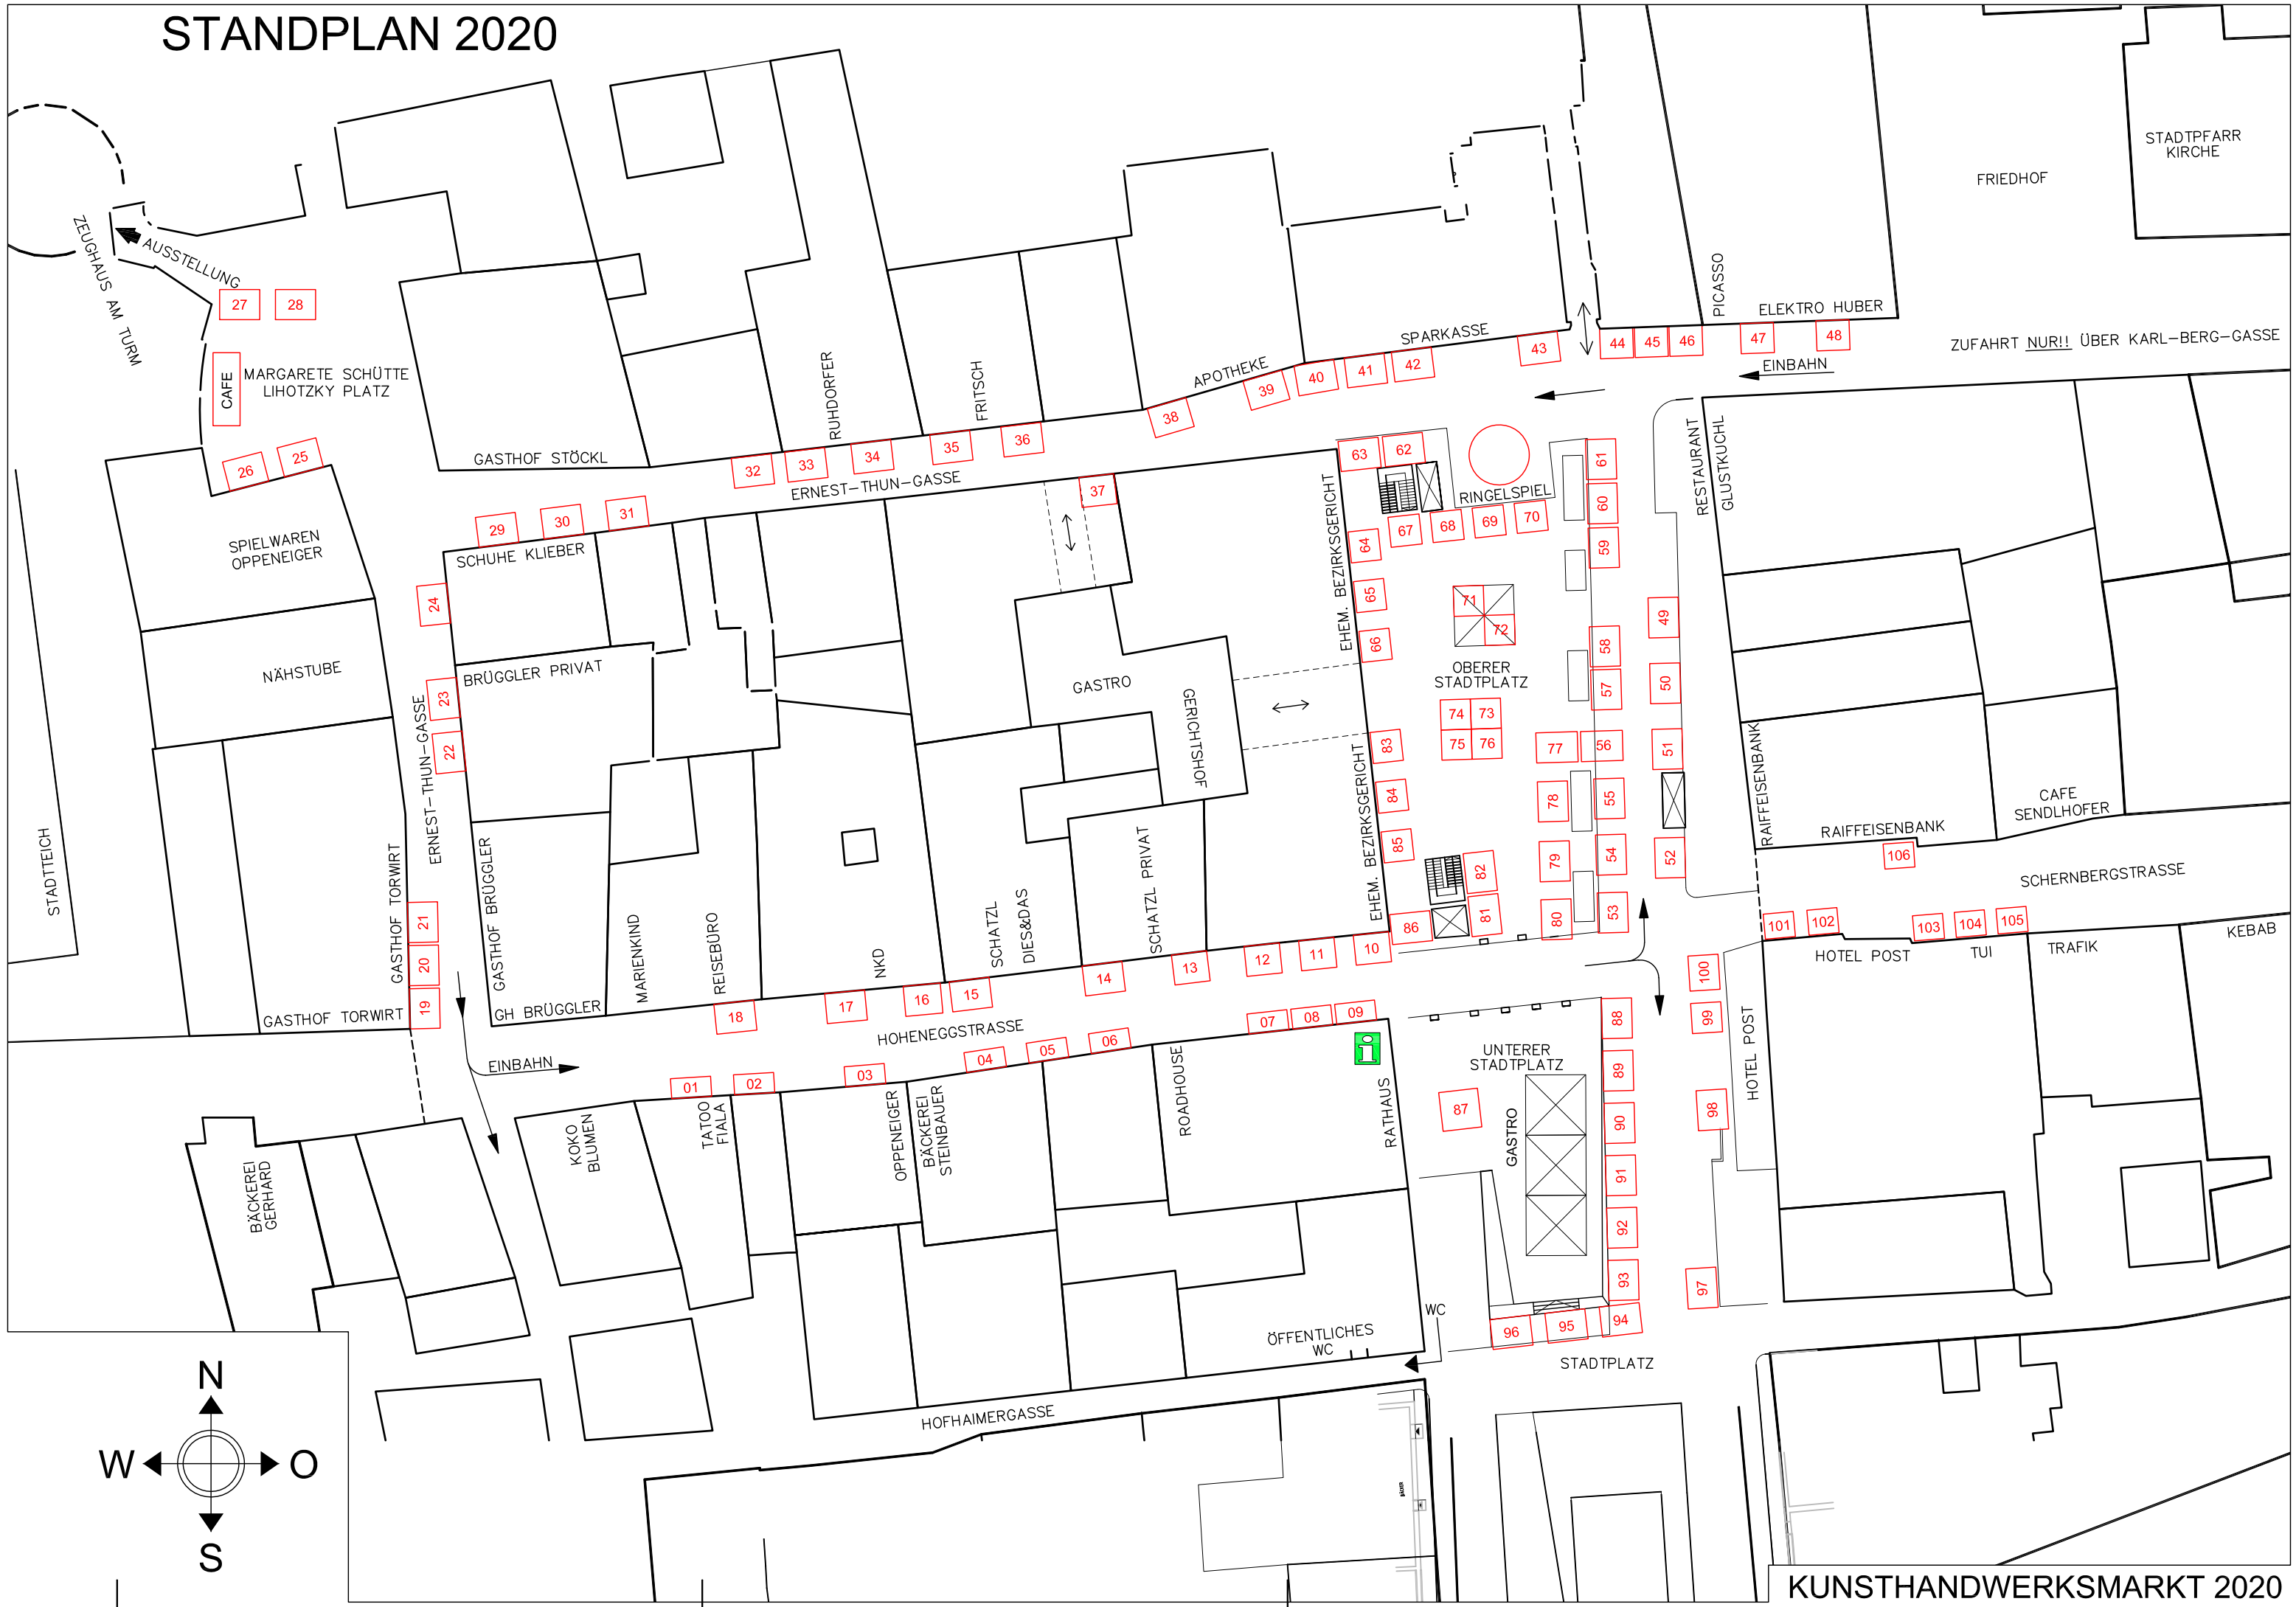 STANDPLAN 2020
STADTPFARR
KIRCHE
FRIEDHOF
ZEUGHAUS AM TURM
AUSSTELLUNG
27
28
CAFE
MARGARETE SCHÜTTE
LIHOTZKY PLATZ
26
25
GASTHOF STÖCKL
RUHDORFER
FRITSCH
APOTHEKE
SPARKASSE
PICASSO
ELEKTRO HUBER
ZUFAHRT NUR!! ÜBER KARL-BERG-GASSE
EINBAHN
32
33
34
35
36
38
39
40
41
42
43
44
45
46
47
48
ERNEST-THUN-GASSE
29
30
31
37
SCHUHE KLIEBER
SPIELWAREN
OPPENEIGER
24
BRÜGGLER PRIVAT
NÄHSTUBE
23
22
ERNEST-THUN-GASSE
STADTTEICH
GASTHOF TORWIRT
21
20
19
GASTHOF TORWIRT
GASTHOF BRÜGGLER
GH BRÜGGLER
MARIENKIND
REISEBÜRO
NKD
SCHATZL
DIES&DAS
SCHATZL PRIVAT
GASTRO
GERICHTSHOF
EHEM. BEZIRKSGERICHT
EHEM. BEZIRKSGERICHT
63
62
RINGELSPIEL
61
60
59
67
68
69
70
64
65
66
71
72
OBERER
STADTPLATZ
58
57
49
50
51
52
74
73
75
76
77
56
83
84
85
78
55
79
54
82
81
80
53
86
RESTAURANT
GLUSTKUCHL
RAIFFEISENBANK
RAIFFEISENBANK
CAFE
SENDLHOFER
106
SCHERNBERGSTRASSE
101
102
103
104
105
HOTEL POST
TUI
TRAFIK
KEBAB
18
17
16
15
14
13
12
11
10
HOHENEGGSTRASSE
EINBAHN
01
02
03
04
05
06
07
08
09
i
KOKO
BLUMEN
TATOO
FIALA
OPPENEIGER
BÄCKEREI
STEINBAUER
ROADHOUSE
RATHAUS
BÄCKEREI
GERHARD
UNTERER
STADTPLATZ
87
GASTRO
88
89
90
91
92
93
94
95
96
100
99
98
97
HOTEL POST
WC
ÖFFENTLICHES
WC
STADTPLATZ
HOFHAIMERGASSE
N
W
O
S
KUNSTHANDWERKSMARKT 2020